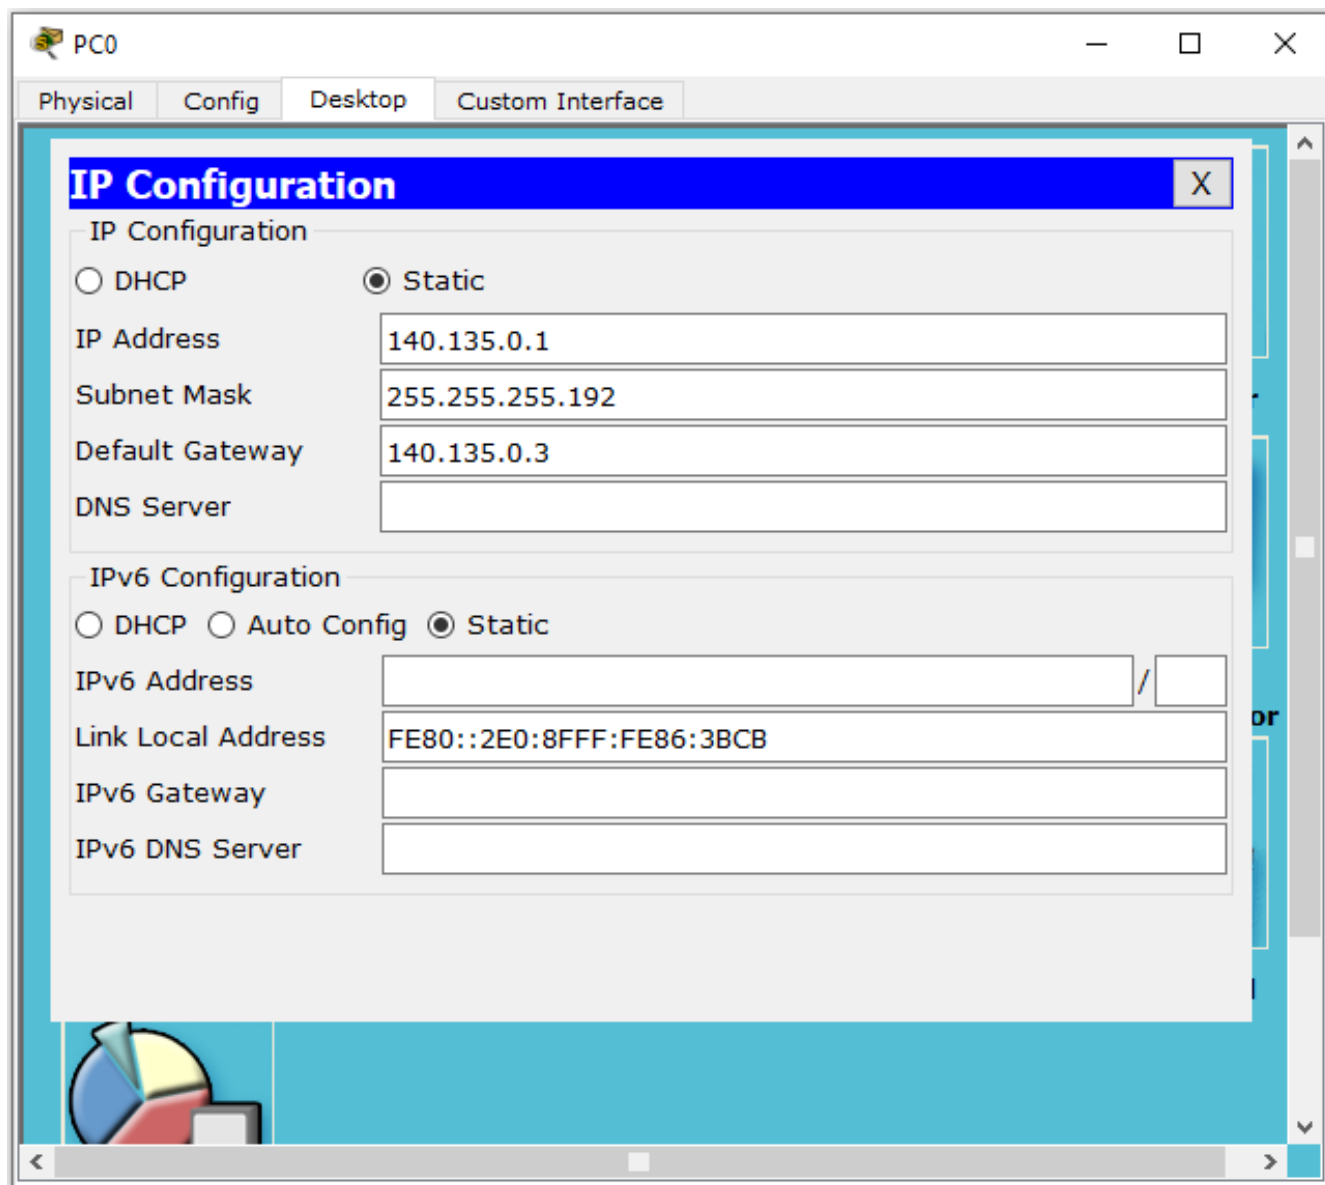 PC0
Physical Config Desktop Custom Interface
IP Configuration X
IP Configuration
DHCP Static
IP Address 140.135.0.1
Subnet Mask 255.255.255.192
Default Gateway 140.135.0.3
DNS Server
IPv6 Configuration
DHCP Auto Config Static
IPv6 Address /
Link Local Address FE80::2E0:8FFF:FE86:3BCB
IPv6 Gateway
IPv6 DNS Server